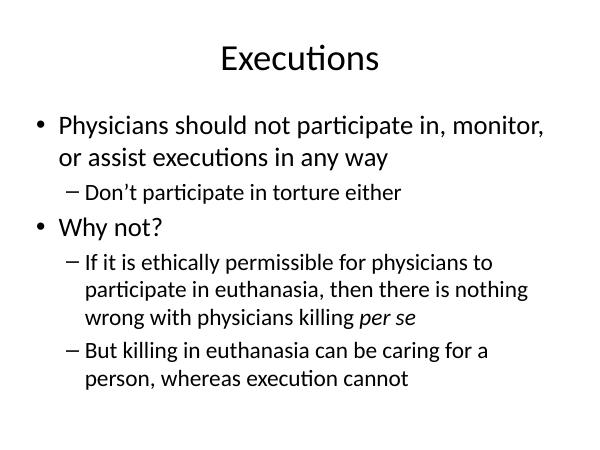 Executions
• Physicians should not participate in, monitor,
or assist executions in any way
– Don’t participate in torture either
• Why not?
– If it is ethically permissible for physicians to
participate in euthanasia, then there is nothing
wrong with physicians killing per se
– But killing in euthanasia can be caring for a
person, whereas execution cannot